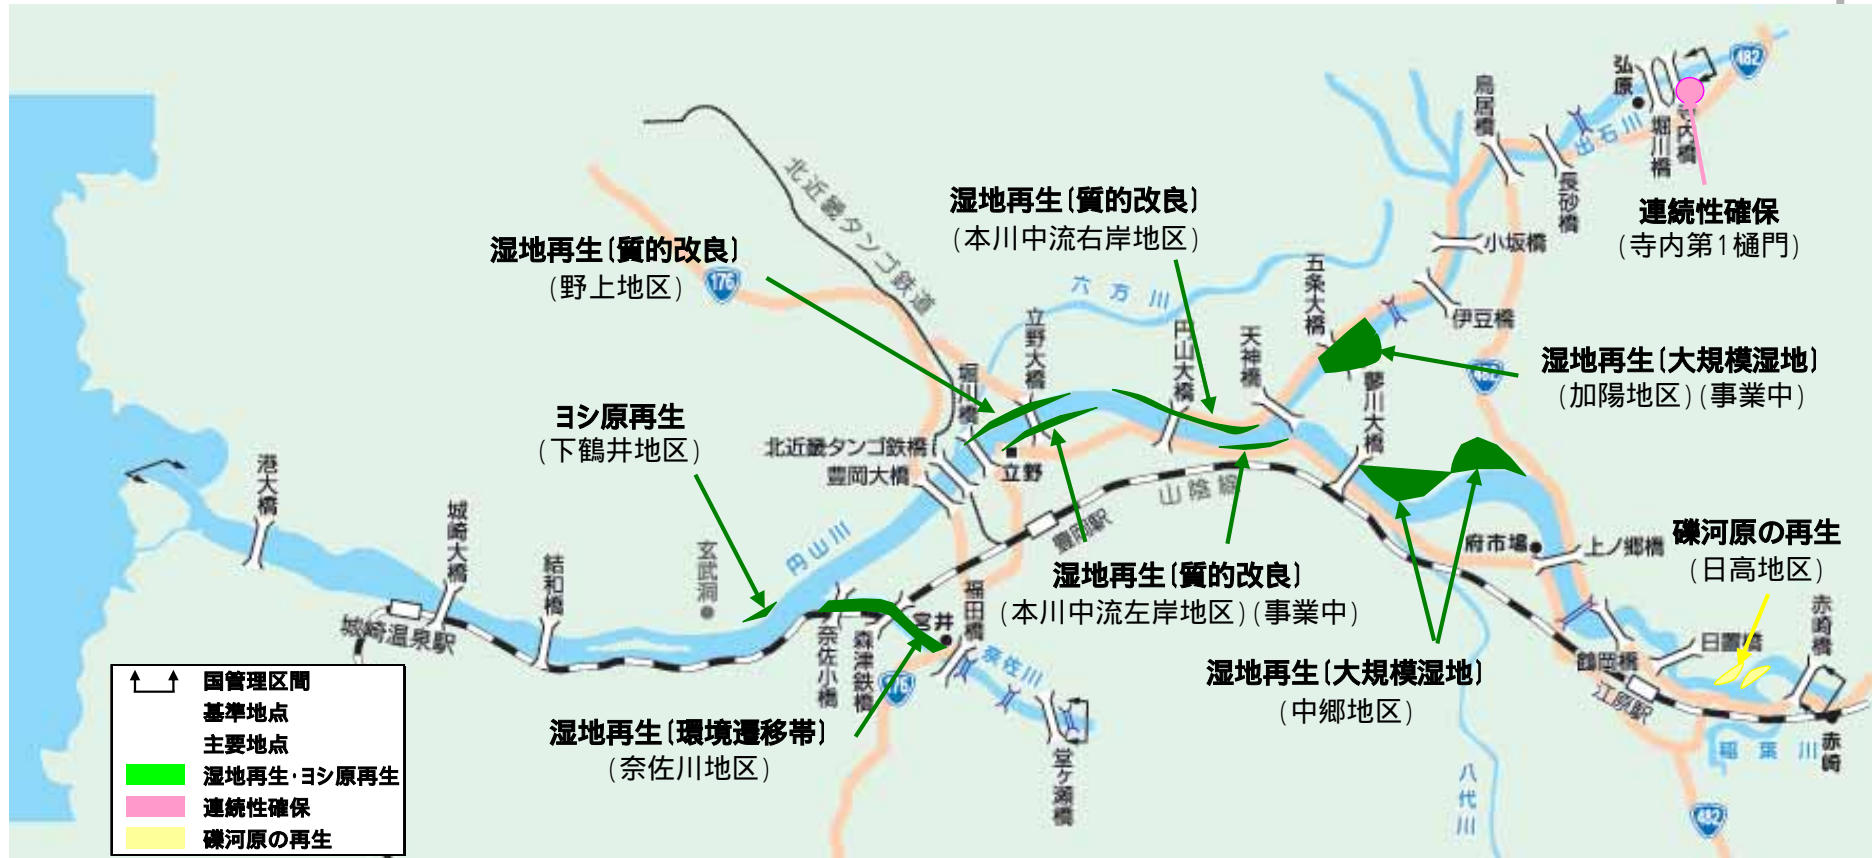 482
弘原
鳥居橋
堀川橋
出石川
長砂橋
北近畿タンゴ鉄道
湿地再生(質的改良)
(本川中流右岸地区)
連続性確保
(寺内第1樋門)
湿地再生(質的改良)
(野上地区)
176
小坂橋
六方川
五条大橋
伊豆橋
立野大橋
円山大橋
天神橋
湿地再生(大規模湿地)
(加陽地区)(事業中)
堀川橋
蓼川大橋
ヨシ原再生
(下鶴井地区)
北近畿タンゴ鉄橋
豊岡大橋
立野
港大橋
山陰線
城崎大橋
豊岡駅
円山川
玄武洞
結和橋
府市場
上ノ郷橋
礫河原の再生
(日高地区)
湿地再生(質的改良)
(本川中流左岸地区)(事業中)
福田橋
宮井
赤崎橋
城崎温泉駅
奈佐小橋
森津鉄橋
奈佐川
日置橋
鶴岡橋
湿地再生(大規模湿地)
(中郷地区)
江原駅
湿地再生(環境遷移帯)
(奈佐川地区)
堂ヶ瀬橋
八代川
稲葉川
赤崎
482
国管理区間
基準地点
主要地点
湿地再生・ヨシ原再生
連続性確保
礫河原の再生